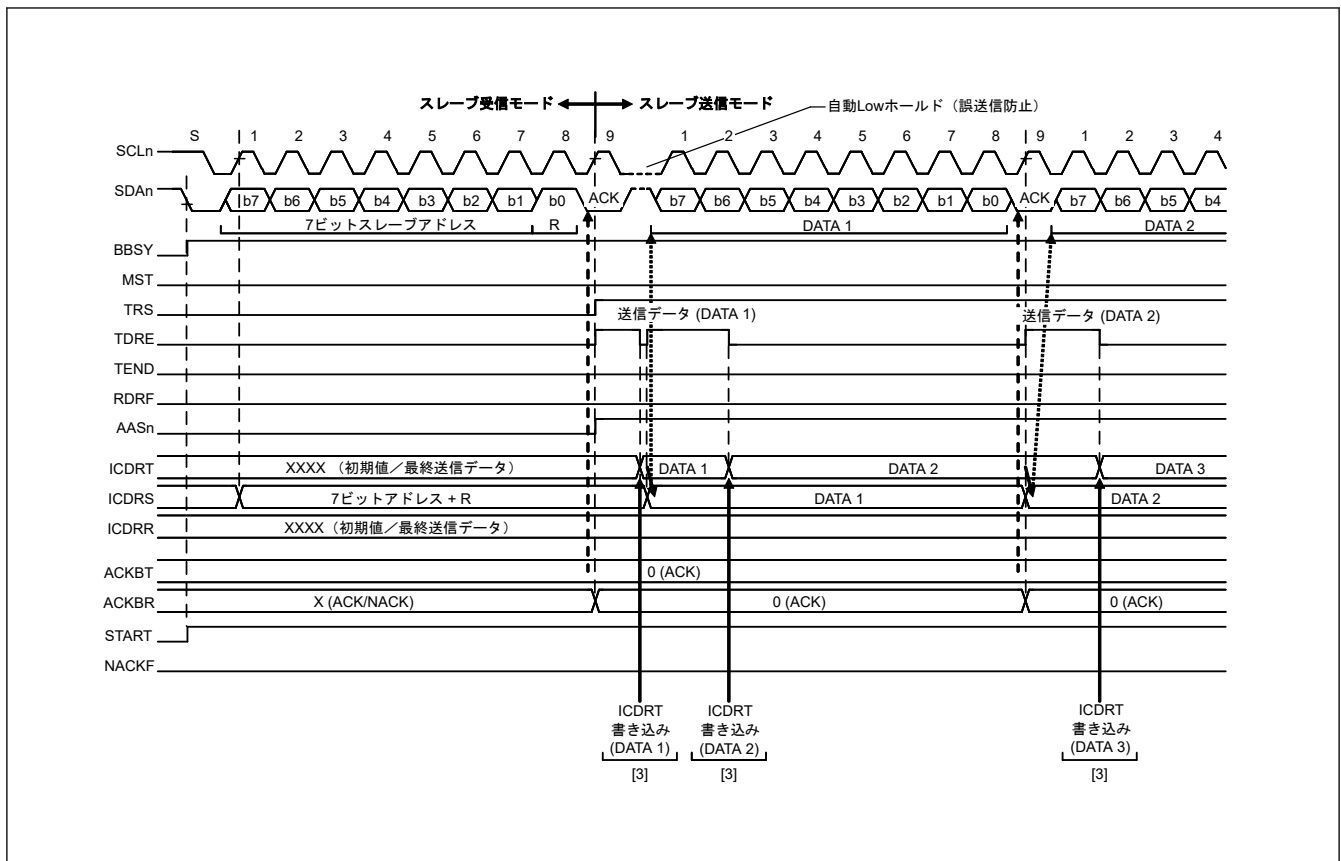 スレーブ受信モード スレーブ送信モード
自動Lowホールド（誤送信防止）
S 1 2 3 4 5 6 7 8 9 1 2 3 4 5 6 7 8 9 1 2 3 4
SCLn
SDAn b7 b6 b5 b4 b3 b2 b1 b0 ACK b7 b6 b5 b4 b3 b2 b1 b0 ACK b7 b6 b5 b4
7ビットスレーブアドレス R DATA 1 DATA 2
BBSY
MST
TRS
送信データ (DATA 1) 送信データ (DATA 2)
TDRE
TEND
RDRF
AASn
ICDRT XXXX （初期値／最終送信データ） DATA 1 DATA 2 DATA 3
ICDRS 7ビットアドレス + R DATA 1 DATA 2
ICDRR XXXX（初期値／最終送信データ）
ACKBT 0 (ACK)
ACKBR X (ACK/NACK) 0 (ACK) 0 (ACK)
START
NACKF
ICDRT ICDRT ICDRT
書き込み 書き込み 書き込み
(DATA 1) (DATA 2) (DATA 3)
[3] [3] [3]